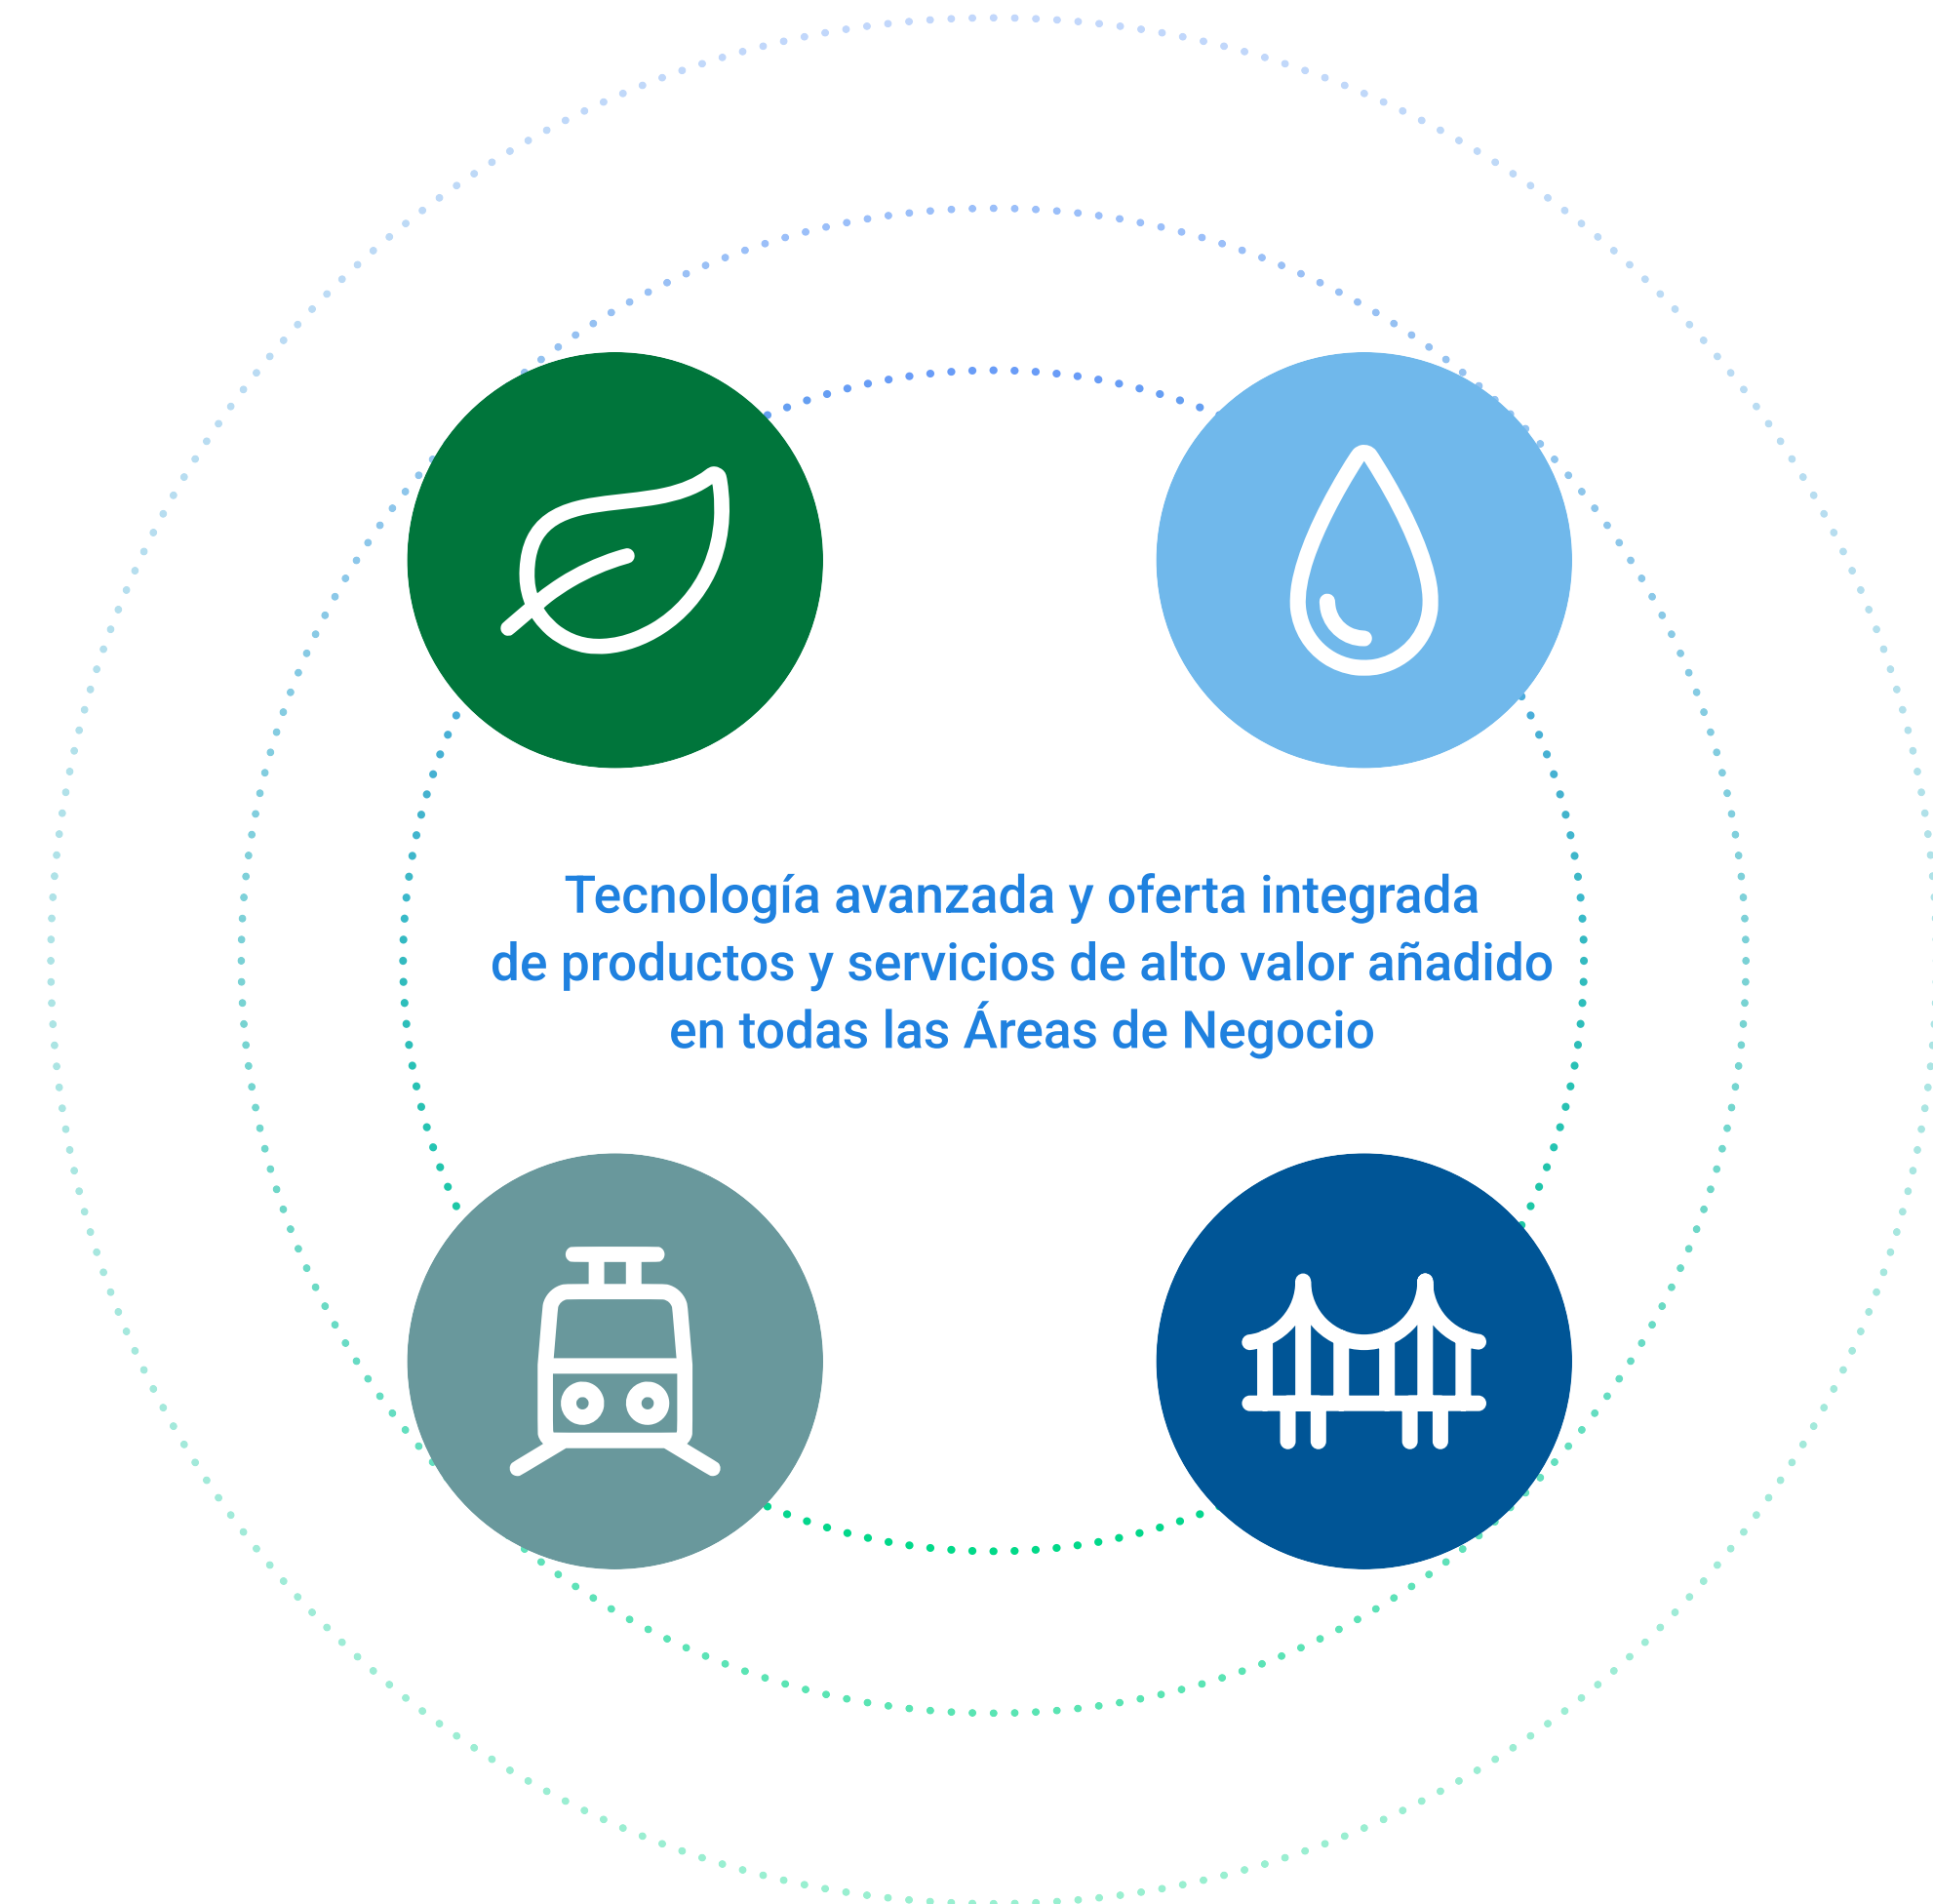 Tecnología avanzada y oferta integrada
de productos y servicios de alto valor añadido
en todas las Áreas de Negocio